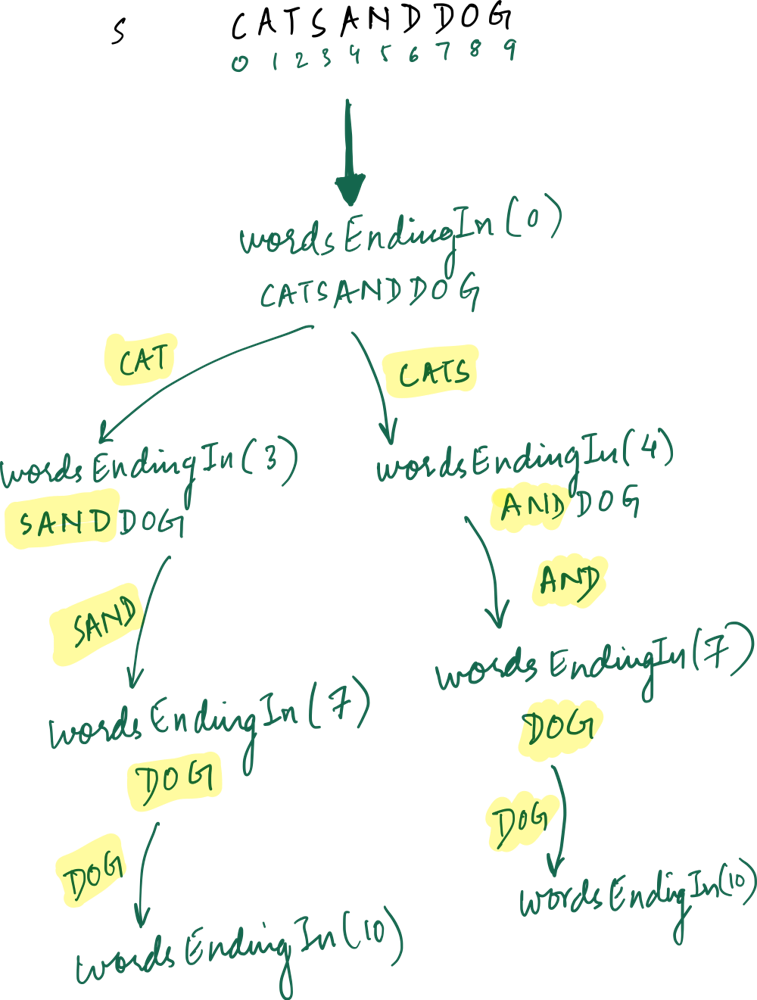 S CATSANDDOG
0 1 2 3 4 5 6 7 8 9
wordsEndingIn(0)
CATSANDDOG
CAT
CATS
wordsEndingIn(3)
wordsEndingIn(4)
SANDDOG
ANDDOG
SAND
AND
wordsEndingIn(7)
wordsEndingIn(7)
DOG
DOG
DOG
DOG
wordsEndingIn(10)
wordsEndingIn(10)